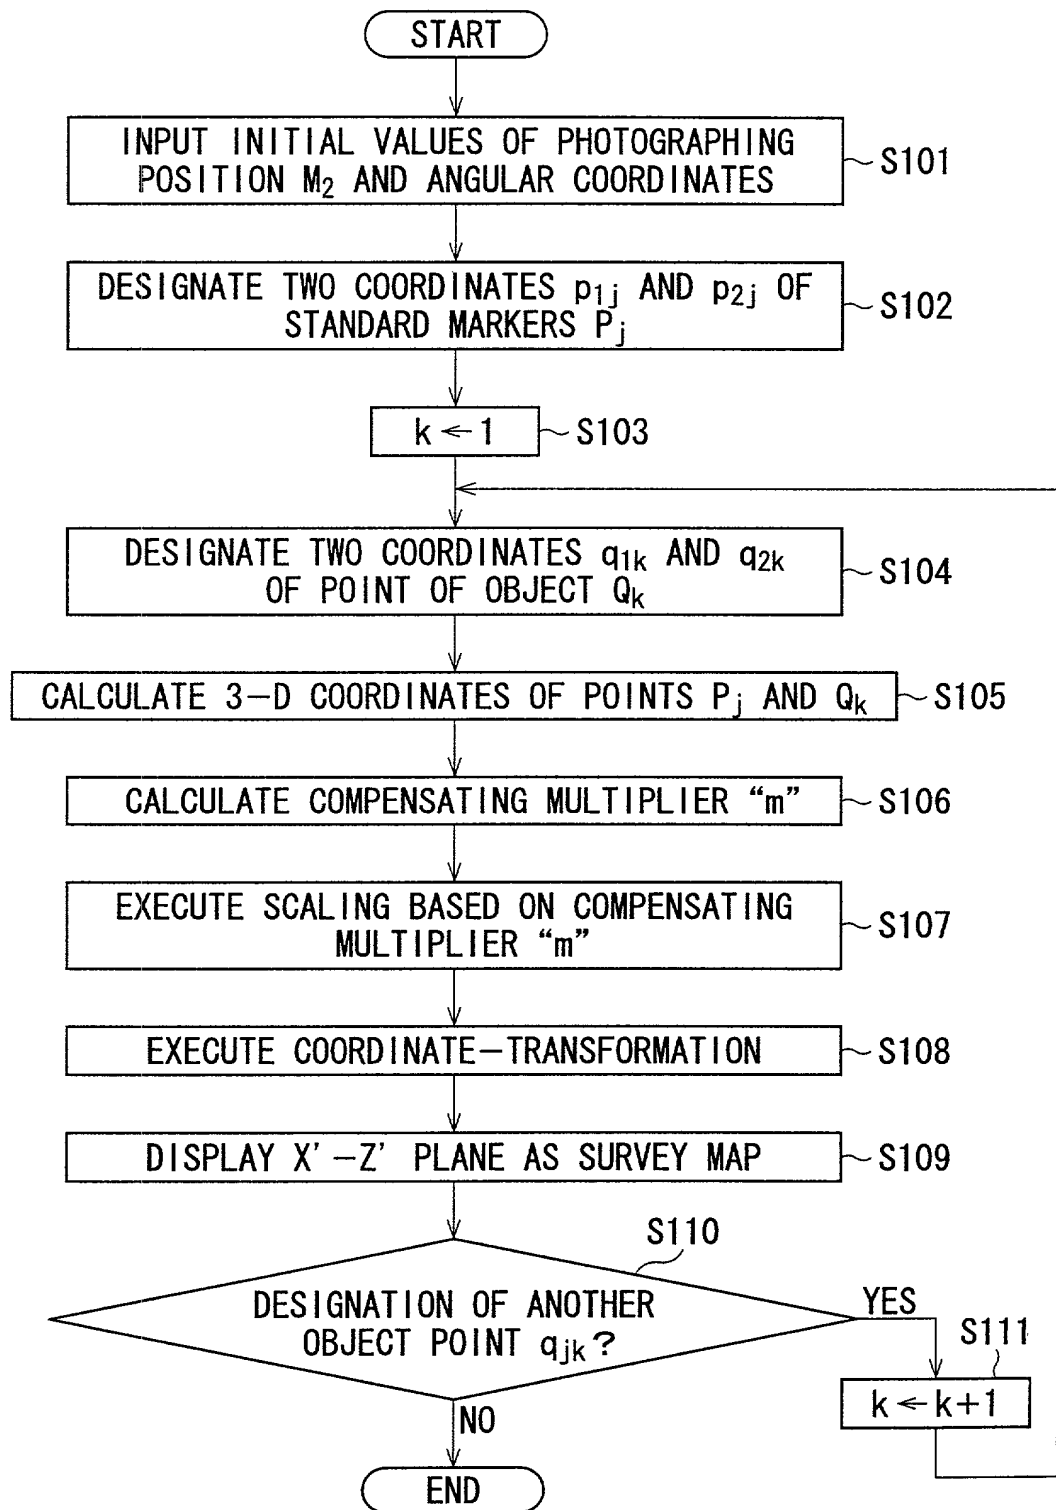 START
INPUT INITIAL VALUES OF PHOTOGRAPHING
POSITION M₂ AND ANGULAR COORDINATES
S101
DESIGNATE TWO COORDINATES p₁ⱼ AND p₂ⱼ OF
STANDARD MARKERS Pⱼ
S102
k ← 1
S103
DESIGNATE TWO COORDINATES q₁ₖ AND q₂ₖ
OF POINT OF OBJECT Qₖ
S104
CALCULATE 3-D COORDINATES OF POINTS Pⱼ AND Qₖ
S105
CALCULATE COMPENSATING MULTIPLIER “m”
S106
EXECUTE SCALING BASED ON COMPENSATING
MULTIPLIER “m”
S107
EXECUTE COORDINATE-TRANSFORMATION
S108
DISPLAY X'-Z' PLANE AS SURVEY MAP
S109
S110
DESIGNATION OF ANOTHER
OBJECT POINT qⱼₖ?
YES
S111
k ← k+1
NO
END